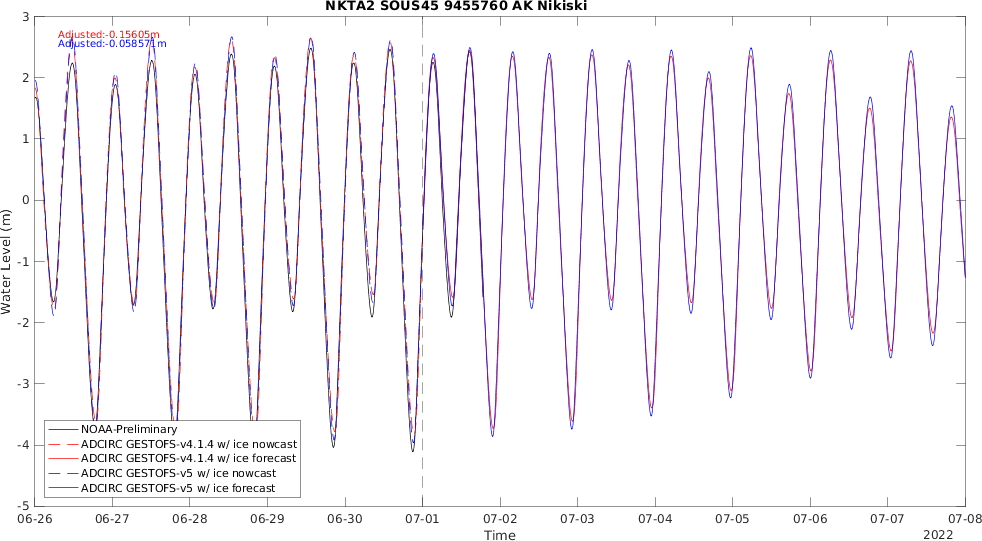 NKTA2 SOUS45 9455760 AK Nikiski
Adjusted:-0.15605m
Adjusted:-0.058571m
3
2
1
0
-1
-2
-3
-4
-5
Water Level (m)
NOAA-Preliminary
ADCIRC GESTOFS-v4.1.4 w/ ice nowcast
ADCIRC GESTOFS-v4.1.4 w/ ice forecast
ADCIRC GESTOFS-v5 w/ ice nowcast
ADCIRC GESTOFS-v5 w/ ice forecast
06-26 06-27 06-28 06-29 06-30 07-01 07-02 07-03 07-04 07-05 07-06 07-07 07-08
Time
2022